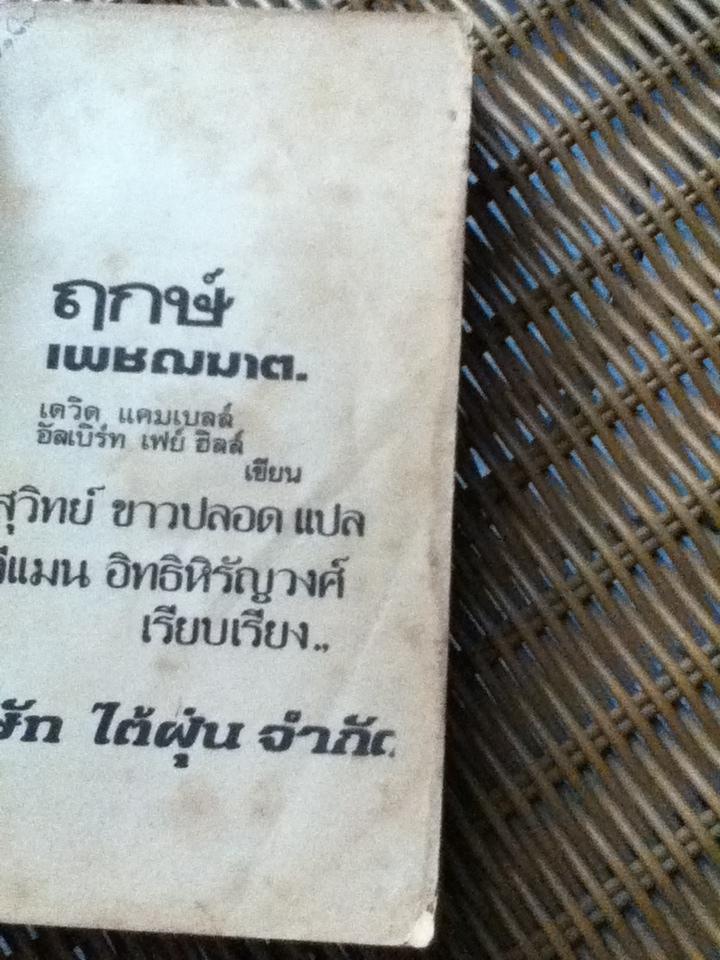 ฤกษ์
เพชฌฆาต.
เดวิด แคมเบลล์
อัลเบิร์ท เฟย์ ฮิลล์
เขียน
สุวิทย์ ขาวปลอด แปล
อิทธิหิรัญวงศ์
เรียบเรียง..
ไต้ฝุ่น จำกัด